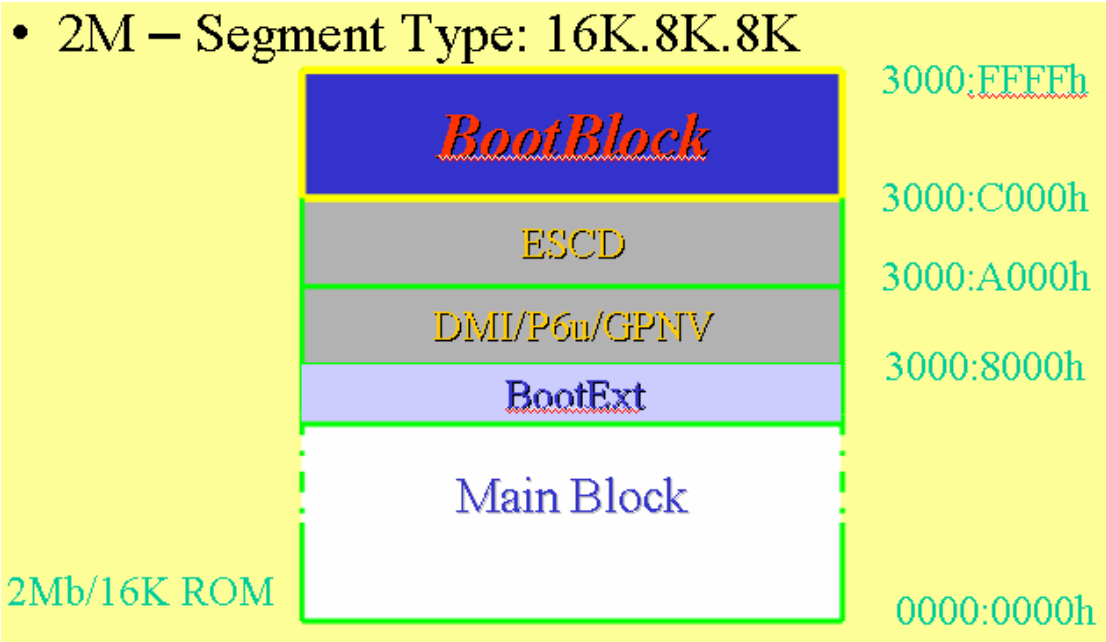 • 2M – Segment Type: 16K.8K.8K
3000:FFFFh
BootBlock
3000:C000h
ESCD
3000:A000h
DMI/P6u/GPNV
3000:8000h
BootExt
Main Block
2Mb/16K ROM
0000:0000h